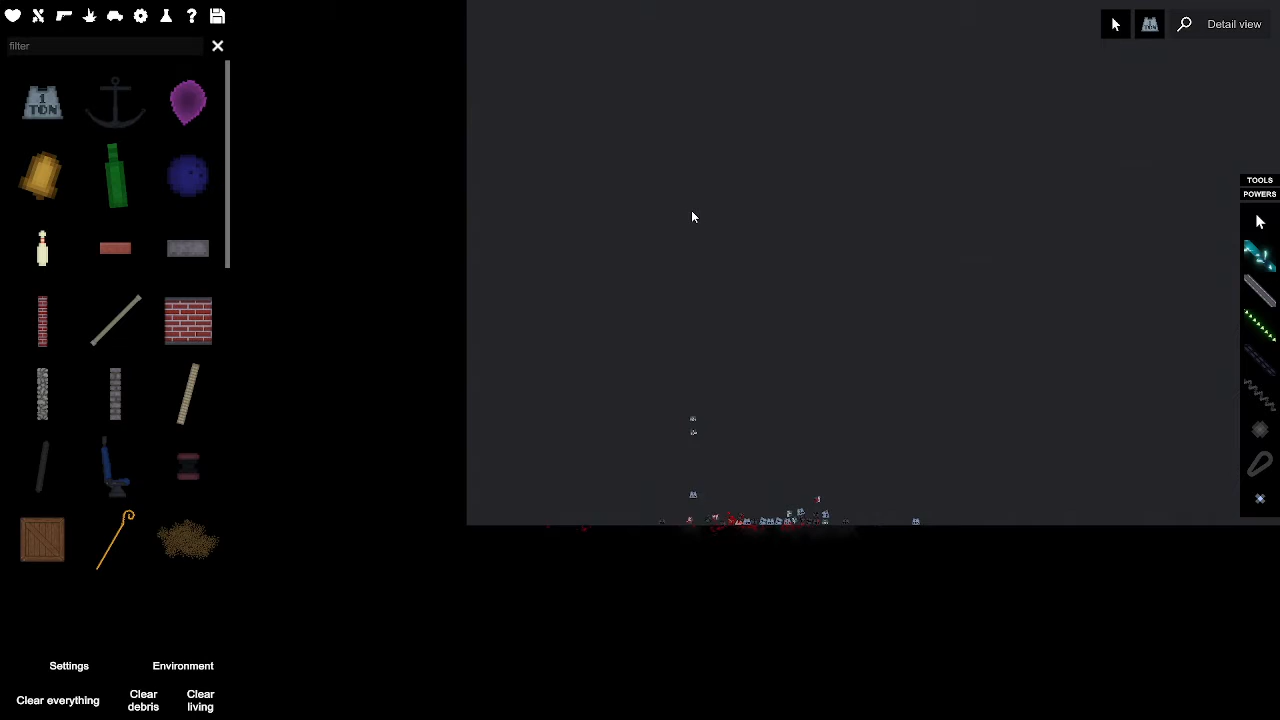 filter
Detail view
1
TON
TOOLS
POWERS
Settings
Environment
Clear everything
Clear
debris
Clear
living